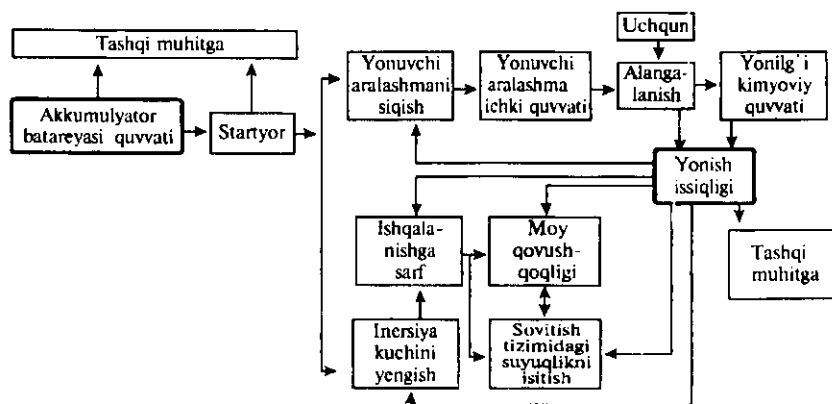 Uchqun
Tashqi muhitga
Yonuvchi
aralashmani
siqish
Yonuvchi
aralashma
ichki quvvati
Alanga-
lanish
Yonilg'i
kimyoviy
quvvati
Akkumulyator
batareyasi quvvati
Startyor
Yonish
issiqligi
Ishqala-
nishga
sarf
Moy
qovush-
qoqligi
Tashqi
muhitga
Inersiya
kuchini
yengish
Sovitish
tizimidagi
suyuqlikni
isitish